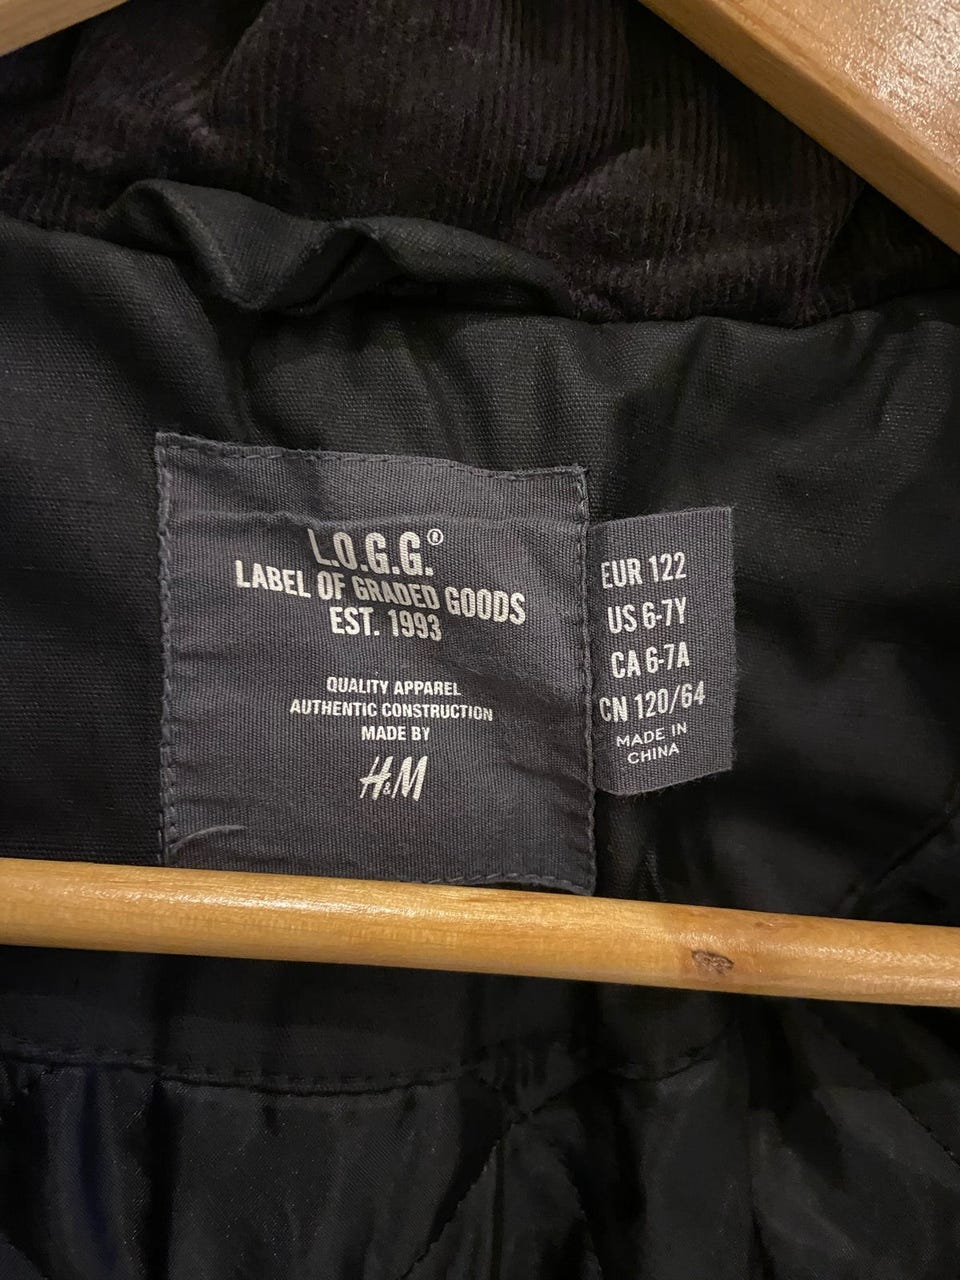 L.O.G.G.®
LABEL OF GRADED GOODS
EST. 1993
QUALITY APPAREL
AUTHENTIC CONSTRUCTION
MADE BY
H&M
EUR 122
US 6-7Y
CA 6-7A
CN 120/64
MADE IN
CHINA